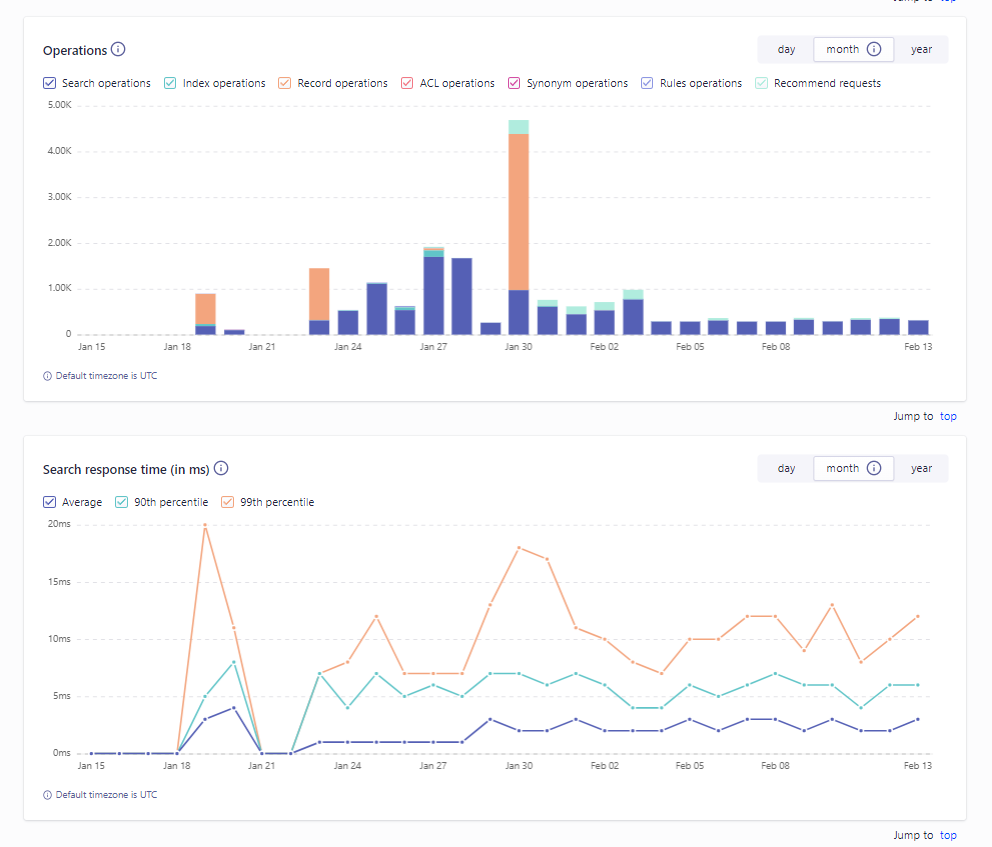 Jump to top
Operations
day month year
Search operations Index operations Record operations ACL operations Synonym operations Rules operations Recommend requests
5.00K
4.00K
3.00K
2.00K
1.00K
0
Jan 15 Jan 18 Jan 21 Jan 24 Jan 27 Jan 30 Feb 02 Feb 05 Feb 08 Feb 13
Default timezone is UTC
Jump to top
Search response time (in ms)
day month year
Average 90th percentile 99th percentile
20ms
15ms
10ms
5ms
0ms
Jan 15 Jan 18 Jan 21 Jan 24 Jan 27 Jan 30 Feb 02 Feb 05 Feb 08 Feb 13
Default timezone is UTC
Jump to top